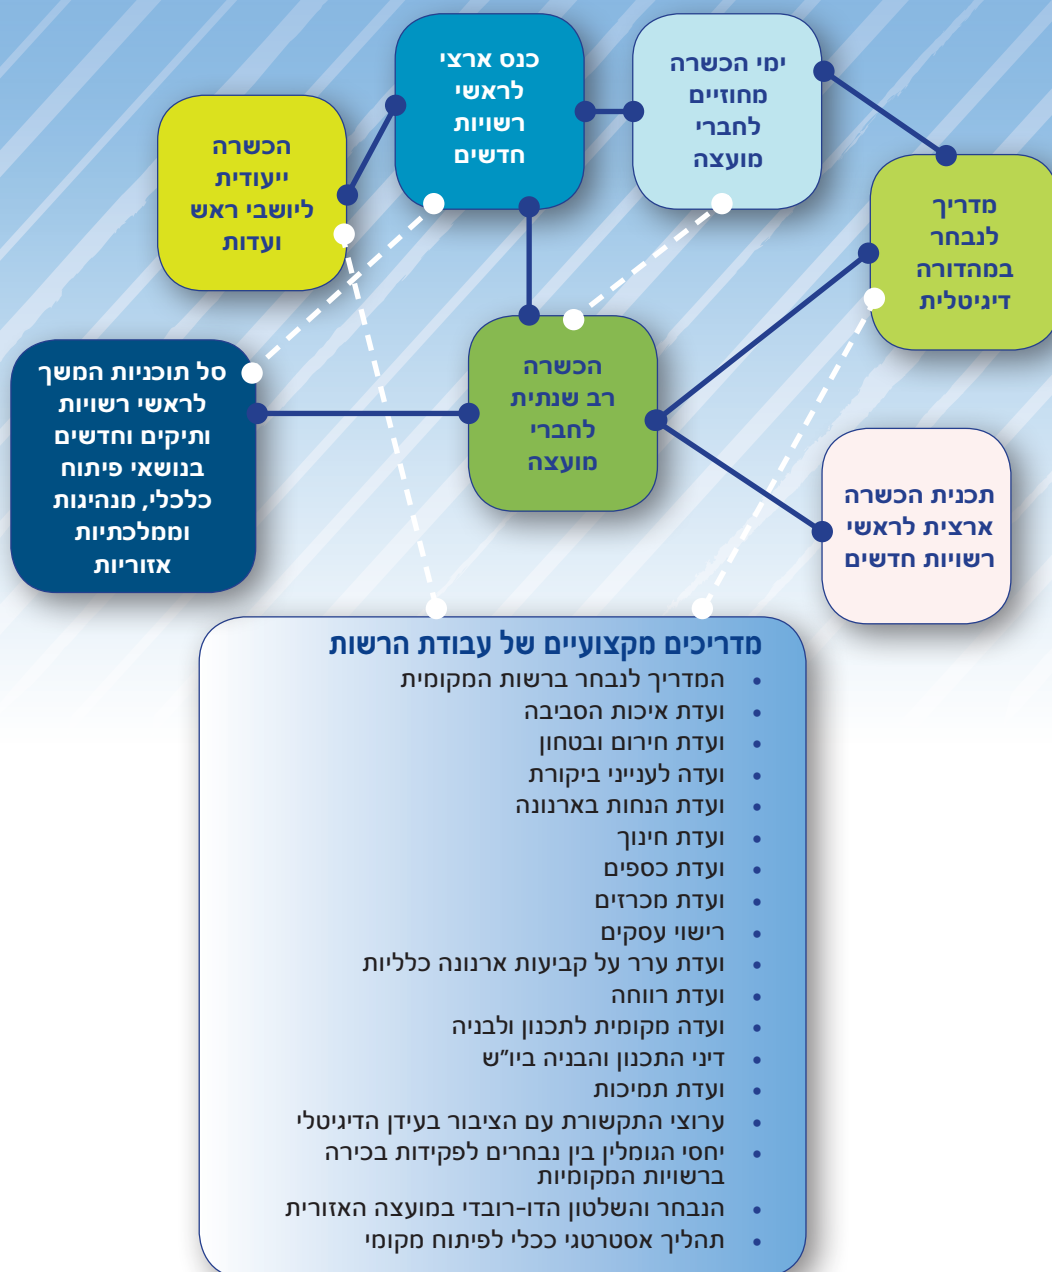 כנס ארצי
לראשי
רשויות
חדשים
ימי הכשרה
מחוזיים
לחברי
מועצה
הכשרה
ייעודית
ליושבי ראש
ועדות
מדריך
לנבחר
במהדורה
דיגיטלית
סל תוכניות המשך
לראשי רשויות
ותיקים וחדשים
בנושאי פיתוח
כלכלי, מנהיגות
וממלכתיות
אזוריות
הכשרה
רב שנתית
לחברי
מועצה
תכנית הכשרה
ארצית לראשי
רשויות חדשים
מדריכים מקצועיים של עבודת הרשות
• המדריך לנבחר ברשות המקומית
• ועדת איכות הסביבה
• ועדת חירום ובטחון
• ועדה לענייני ביקורת
• ועדת הנחות בארנונה
• ועדת חינוך
• ועדת כספים
• ועדת מכרזים
• רישוי עסקים
• ועדת ערר על קביעות ארנונה כלליות
• ועדת רווחה
• ועדה מקומית לתכנון ולבניה
• דיני התכנון והבניה ביו״ש
• ועדת תמיכות
• ערוצי התקשורת עם הציבור בעידן הדיגיטלי
• יחסי הגומלין בין נבחרים לפקידות בכירה
ברשויות המקומיות
• הנבחר והשלטון הדו-רובדי במועצה האזורית
• תהליך אסטרטגי ככלי לפיתוח מקומי